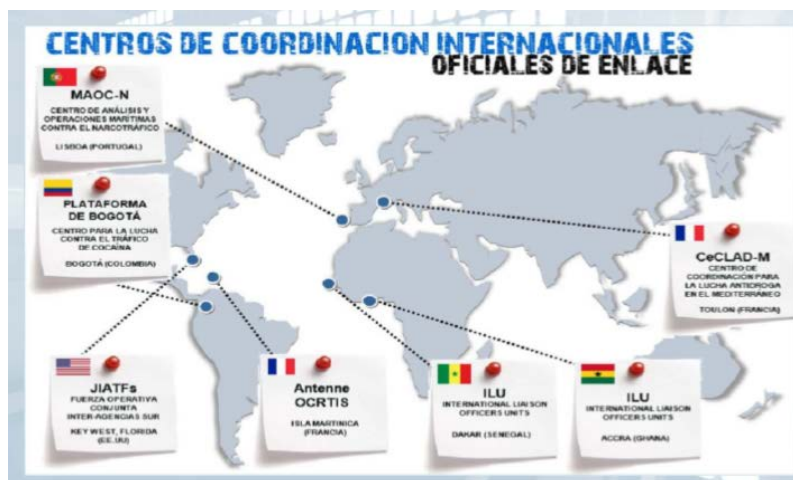 CENTROS DE COORDINACION INTERNACIONALES
OFICIALES DE ENLACE
MAOC-N
CENTRO DE ANÁLISIS Y
OPERACIONES MARÍTIMAS
CONTRA EL NARCOTRÁFICO
LISBOA (PORTUGAL)
PLATAFORMA
DE BOGOTÁ
CENTRO PARA LA LUCHA
CONTRA EL TRÁFICO
DE COCAÍNA
BOGOTÁ (COLOMBIA)
CeCLAD-M
CENTRO DE
COORDINACIÓN PARA
LA LUCHA ANTIDROGA
EN EL MEDITERRÁNEO
TOULON (FRANCIA)
JIATFs
FUERZA OPERATIVA
CONJUNTA
INTER-AGENCIAS SUR
KEY WEST, FLORIDA
(EE.UU)
Antenne
OCRTIS
ISLA MARTINICA
(FRANCIA)
ILU
INTERNATIONAL LIAISON
OFFICERS UNITS
DAKAR (SENEGAL)
ILU
INTERNATIONAL LIAISON
OFFICERS UNITS
ACCRA (GHANA)